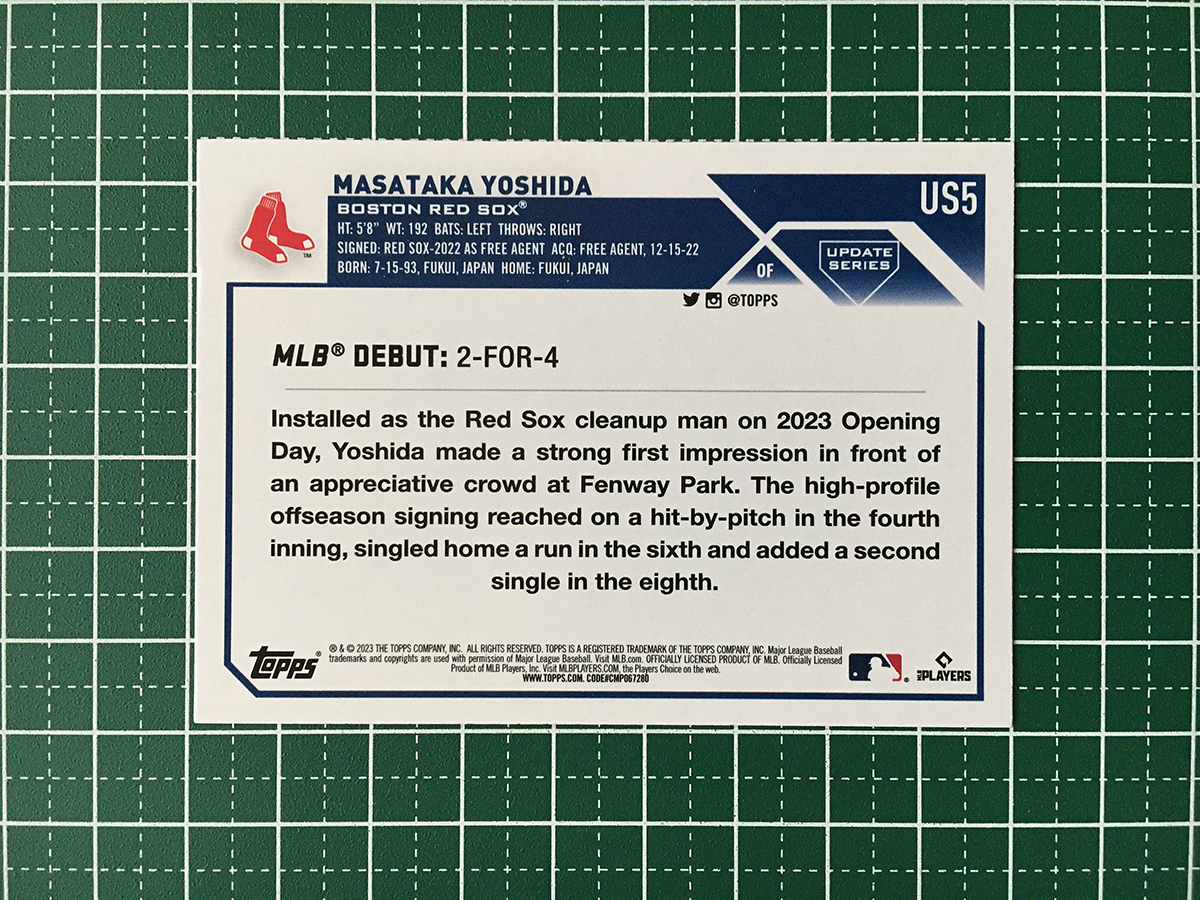 MASATAKA YOSHIDA
US5
BOSTON RED SOX®
HT: 5'8" WT: 192 BATS: LEFT THROWS: RIGHT
SIGNED: RED SOX-2022 AS FREE AGENT ACQ: FREE AGENT, 12-15-22
BORN: 7-15-93, FUKUI, JAPAN HOME: FUKUI, JAPAN
OF
UPDATE
SERIES
TM
@TOPPS
MLB® DEBUT: 2-FOR-4
Installed as the Red Sox cleanup man on 2023 Opening
Day, Yoshida made a strong first impression in front of
an appreciative crowd at Fenway Park. The high-profile
offseason signing reached on a hit-by-pitch in the fourth
inning, singled home a run in the sixth and added a second
single in the eighth.
topps®
® & © 2023 THE TOPPS COMPANY, INC. ALL RIGHTS RESERVED. TOPPS IS A REGISTERED TRADEMARK OF THE TOPPS COMPANY, INC. Major League Baseball
trademarks and copyrights are used with permission of Major League Baseball. Visit MLB.com. OFFICIALLY LICENSED PRODUCT OF MLB. Officially Licensed
Product of MLB Players, Inc. Visit MLBPLAYERS.COM, the Players Choice on the web.
WWW.TOPPS.COM. CODE#CMP067280
®
MLB PLAYERS